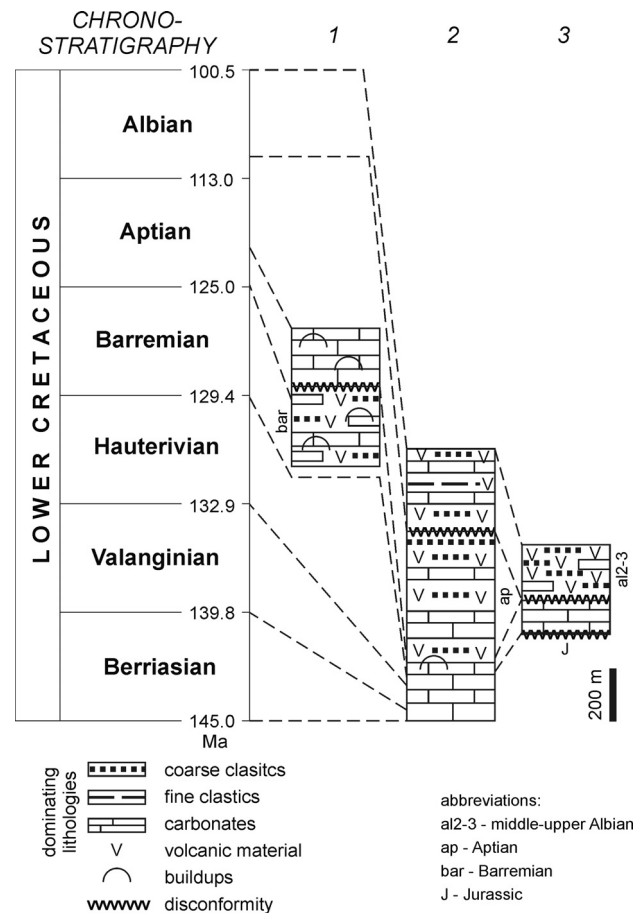 CHRONO-
STRATIGRAPHY
1
2
3
LOWER CRETACEOUS
100.5
Albian
113.0
Aptian
125.0
Barremian
129.4
Hauterivian
132.9
Valanginian
139.8
Berriasian
145.0
Ma
bar
ap
al2-3
J
200 m
dominating
lithologies
coarse clasitcs
fine clastics
carbonates
volcanic material
buildups
disconformity
abbreviations:
al2-3 - middle-upper Albian
ap - Aptian
bar - Barremian
J - Jurassic